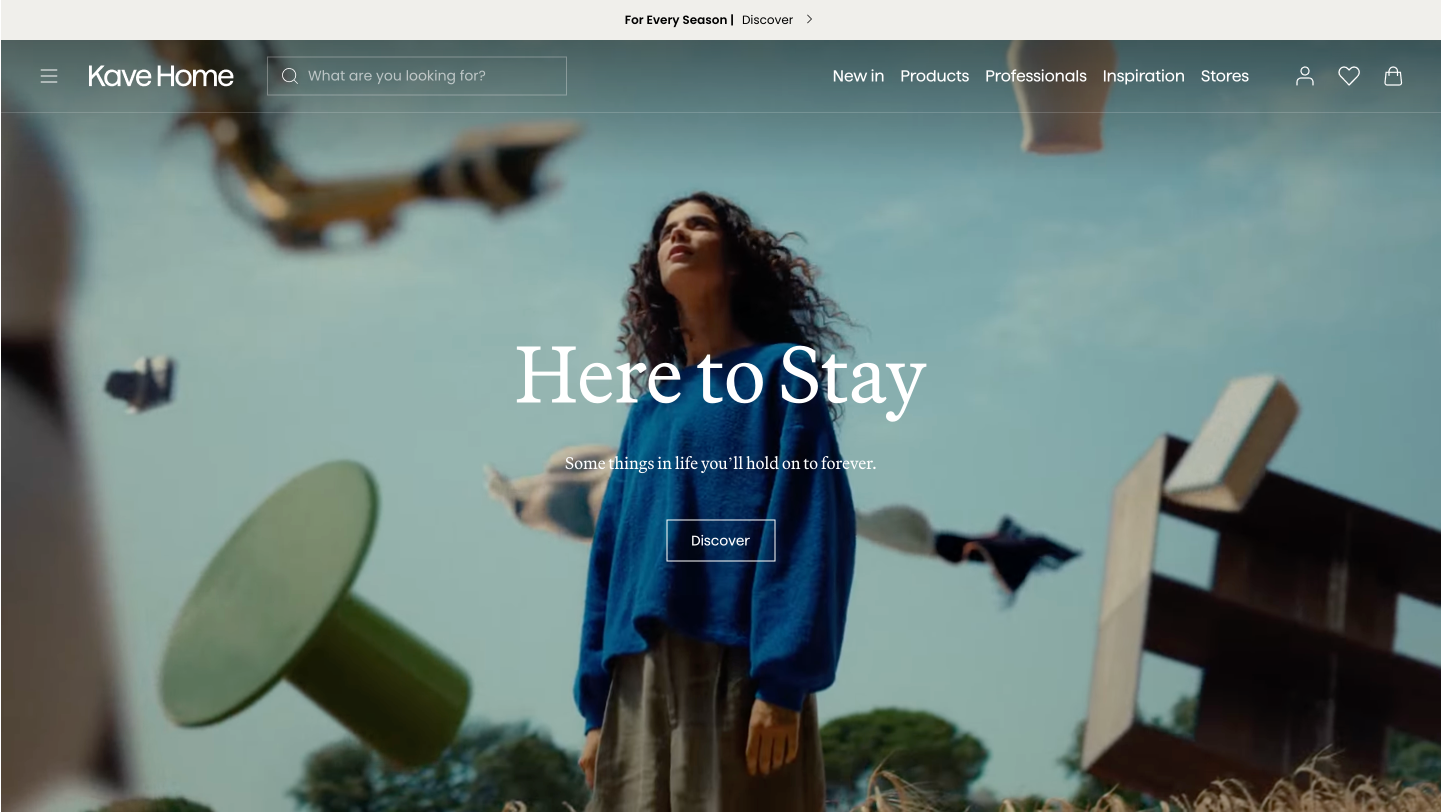 For Every Season | Discover
Kave Home
What are you looking for?
New in Products Professionals Inspiration Stores
Here to Stay
Some things in life you’ll hold on to forever.
Discover